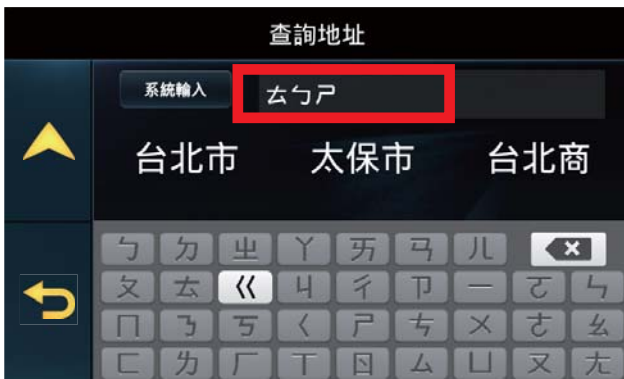 查詢地址
系統輸入 ㄊㄅㄕ
台北市 太保市 台北商
ㄅ ㄉ ㄓ ㄚ ㄞ ㄢ ㄦ
ㄆ ㄊ ㄍ ㄐ ㄔ ㄗ ㄧ ㄛ ㄣ
ㄇ ㄋ ㄎ ㄑ ㄕ ㄘ ㄨ ㄜ ㄠ
ㄈ ㄌ ㄏ ㄒ ㄖ ㄙ ㄩ ㄡ ㄤ